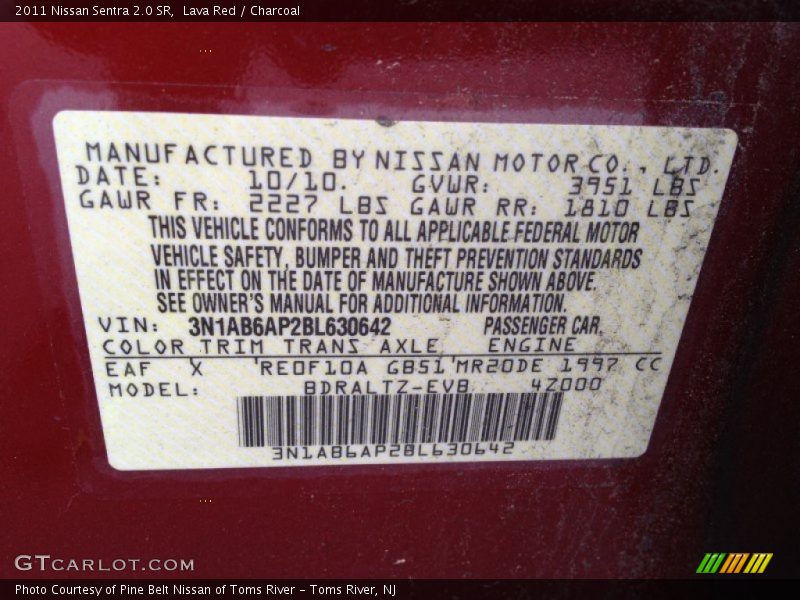 2011 Nissan Sentra 2.0 SR,  Lava Red / Charcoal
MANUFACTURED BY NISSAN MOTOR CO., LTD.
DATE: 10/10. GVWR: 3951 LBS
GAWR FR: 2227 LBS GAWR RR: 1810 LBS
THIS VEHICLE CONFORMS TO ALL APPLICABLE FEDERAL MOTOR
VEHICLE SAFETY, BUMPER AND THEFT PREVENTION STANDARDS
IN EFFECT ON THE DATE OF MANUFACTURE SHOWN ABOVE.
SEE OWNER'S MANUAL FOR ADDITIONAL INFORMATION.
VIN: 3N1AB6AP2BL630642 PASSENGER CAR
COLOR TRIM TRANS AXLE ENGINE
EAF X 'RE0F10A GB51'MR20DE 1997 CC
MODEL: BDRALTZ-EVB 4Z000
3N1AB6AP2BL630642
GTCARLOT.COM
Photo Courtesy of Pine Belt Nissan of Toms River – Toms River, NJ